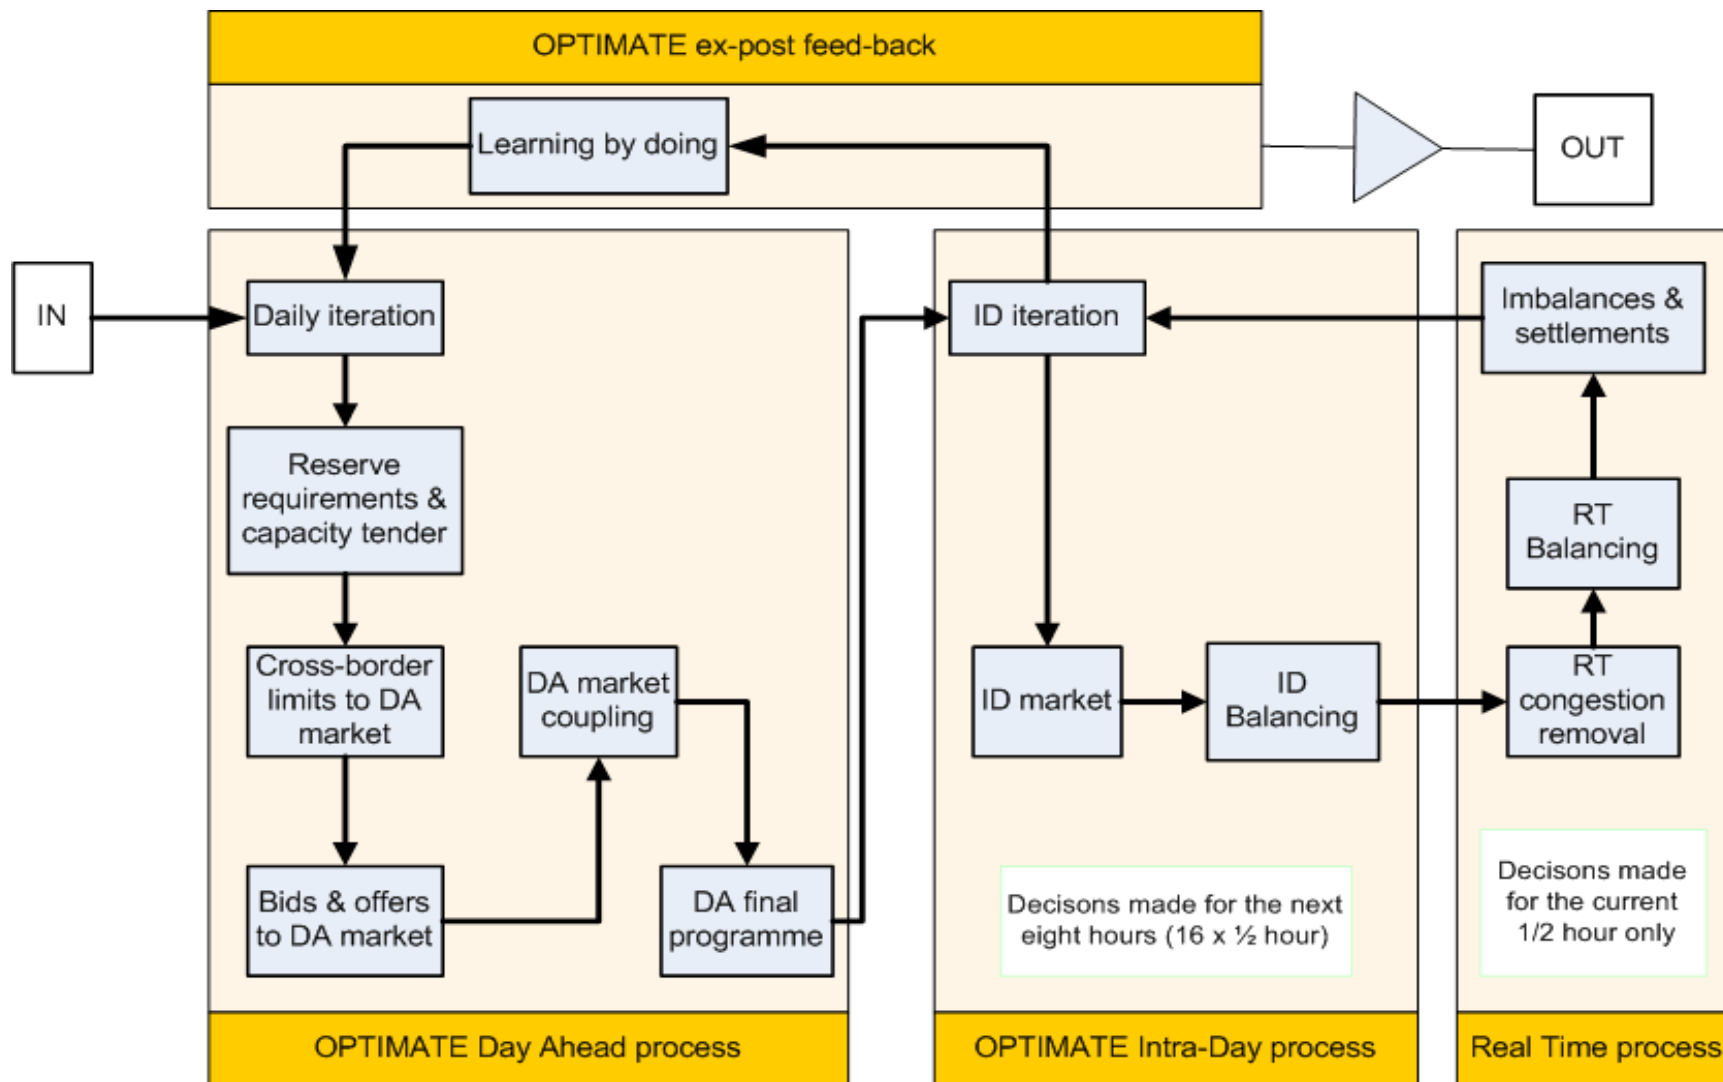 OPTIMATE ex-post feed-back
Learning by doing
OUT
IN
Daily iteration
Reserve
requirements &
capacity tender
Cross-border
limits to DA
market
Bids & offers
to DA market
DA market
coupling
DA final
programme
OPTIMATE Day Ahead process
ID iteration
ID market
ID
Balancing
Decisons made for the next
eight hours (16 x ½ hour)
OPTIMATE Intra-Day process
Imbalances &
settlements
RT
Balancing
RT
congestion
removal
Decisons made
for the current
1/2 hour only
Real Time process